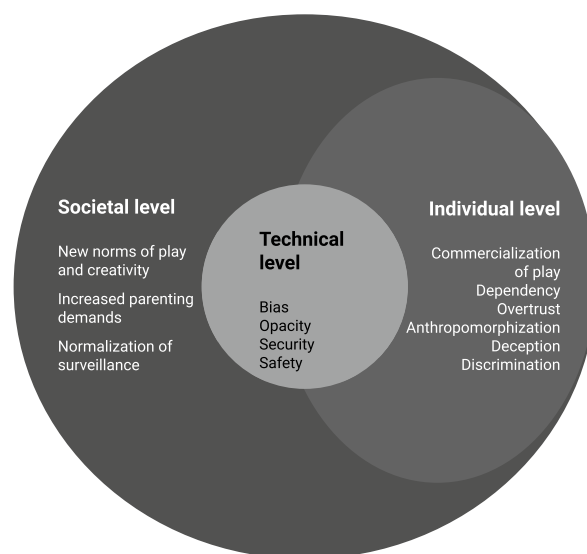 Societal level
New norms of play
and creativity
Increased parenting
demands
Normalization of
surveillance
Technical
level
Bias
Opacity
Security
Safety
Individual level
Commercialization
of play
Dependency
Overtrust
Anthropomorphization
Deception
Discrimination